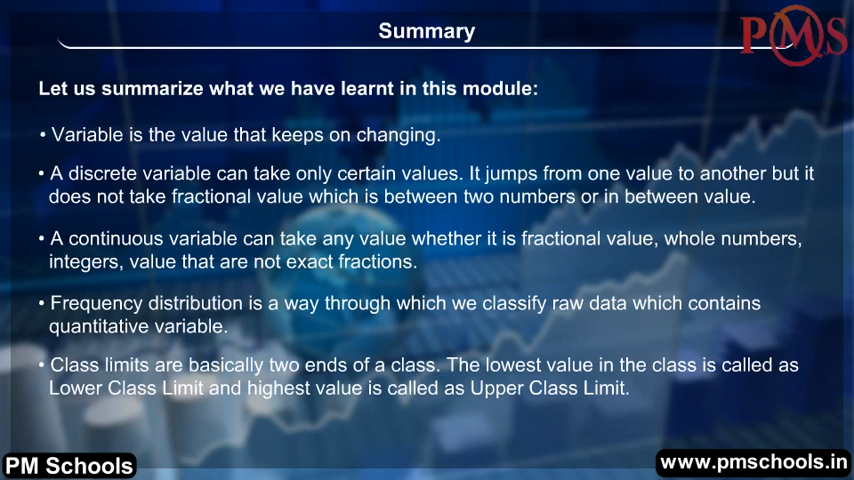 Summary
PMS
Let us summarize what we have learnt in this module:
• Variable is the value that keeps on changing.
• A discrete variable can take only certain values. It jumps from one value to another but it
does not take fractional value which is between two numbers or in between value.
• A continuous variable can take any value whether it is fractional value, whole numbers,
integers, value that are not exact fractions.
• Frequency distribution is a way through which we classify raw data which contains
quantitative variable.
• Class limits are basically two ends of a class. The lowest value in the class is called as
Lower Class Limit and highest value is called as Upper Class Limit.
PM Schools
www.pmschools.in